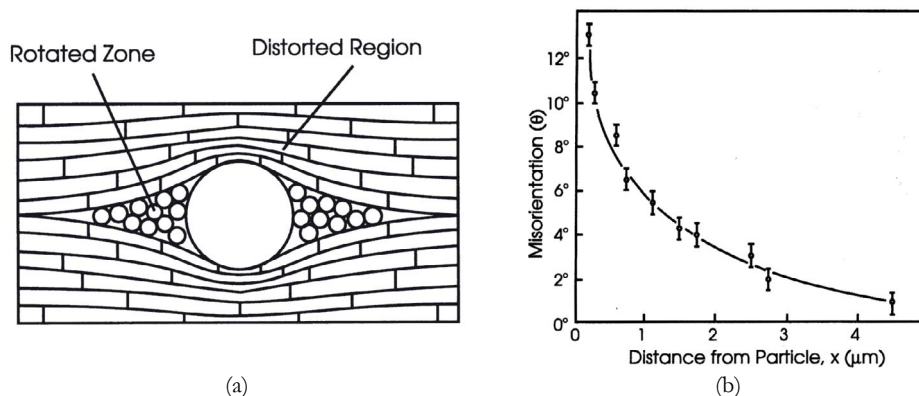 Rotated Zone
Distorted Region
(a)
Misorientation (θ)
12°
10°
8°
6°
4°
2°
0°
0
1
2
3
4
Distance from Particle, x (μm)
(b)